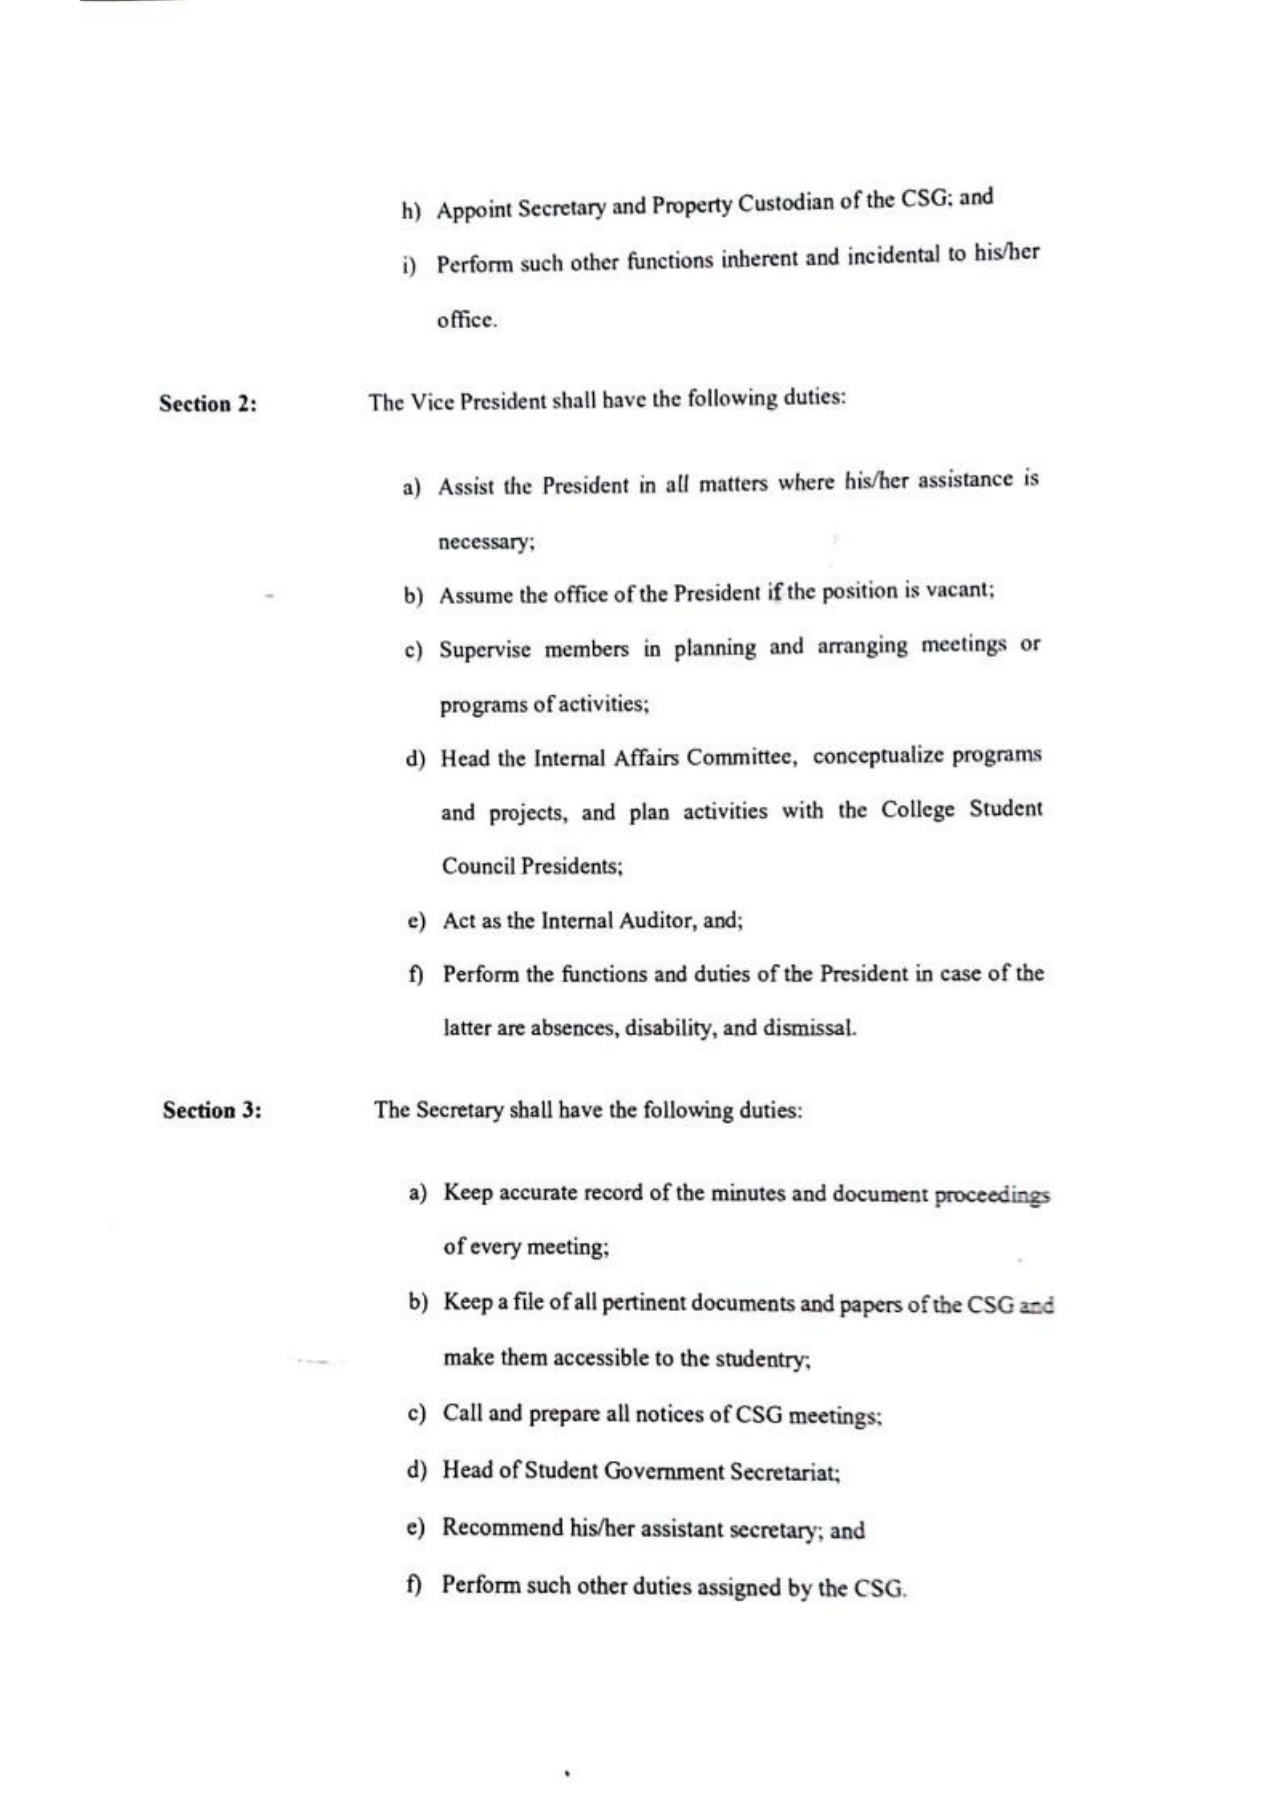 h) Appoint Secretary and Property Custodian of the CSG; and
i) Perform such other functions inherent and incidental to his/her
office.
Section 2: The Vice President shall have the following duties:
a) Assist the President in all matters where his/her assistance is
necessary;
b) Assume the office of the President if the position is vacant;
c) Supervise members in planning and arranging meetings or
programs of activities;
d) Head the Internal Affairs Committee, conceptualize programs
and projects, and plan activities with the College Student
Council Presidents;
e) Act as the Internal Auditor, and;
f) Perform the functions and duties of the President in case of the
latter are absences, disability, and dismissal.
Section 3: The Secretary shall have the following duties:
a) Keep accurate record of the minutes and document proceedings
of every meeting;
b) Keep a file of all pertinent documents and papers of the CSG and
make them accessible to the studentry;
c) Call and prepare all notices of CSG meetings;
d) Head of Student Government Secretariat;
e) Recommend his/her assistant secretary; and
f) Perform such other duties assigned by the CSG.